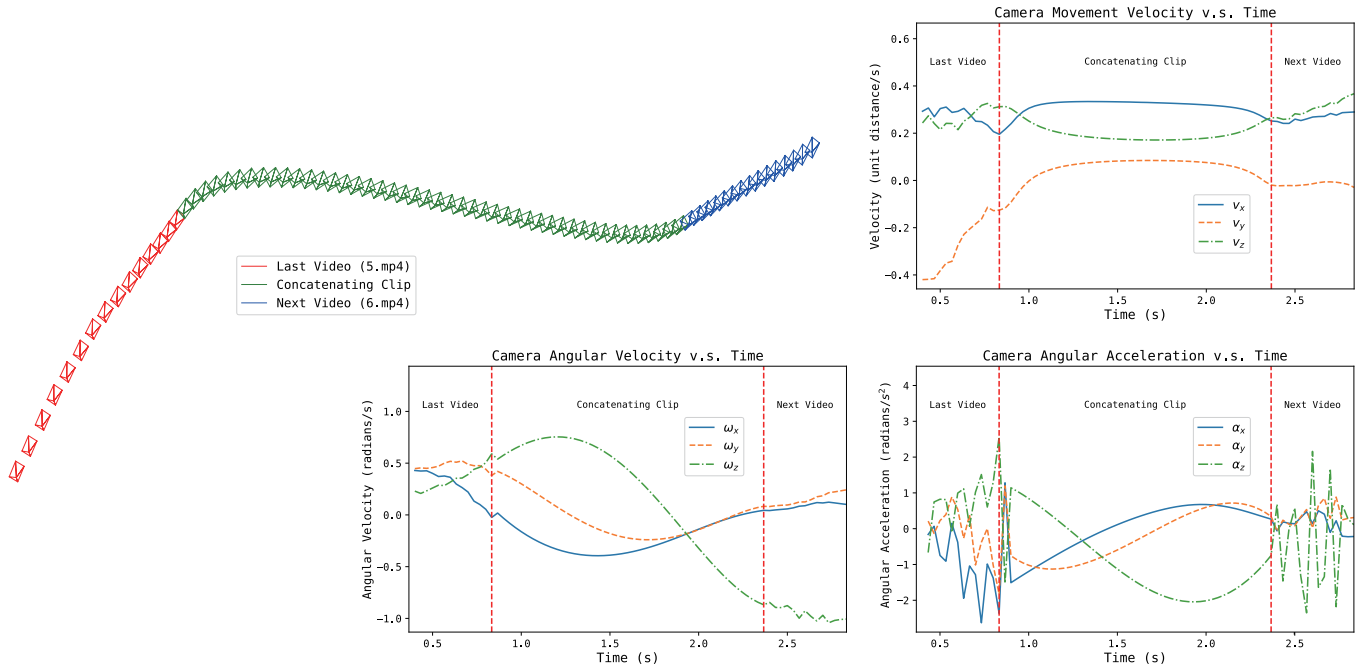 Last Video (5.mp4)
Concatenating Clip
Next Video (6.mp4)
Camera Movement Velocity v.s. Time
Last Video
Concatenating Clip
Next Video
0.6
0.4
0.2
0.0
−0.2
−0.4
Velocity (unit distance/s)
v_x
v_y
v_z
0.5
1.0
1.5
2.0
2.5
Time (s)
Camera Angular Velocity v.s. Time
Last Video
Concatenating Clip
Next Video
1.0
0.5
0.0
−0.5
−1.0
Angular Velocity (radians/s)
ω_x
ω_y
ω_z
0.5
1.0
1.5
2.0
2.5
Time (s)
Camera Angular Acceleration v.s. Time
Last Video
Concatenating Clip
Next Video
4
3
2
1
0
−1
−2
Angular Acceleration (radians/s²)
α_x
α_y
α_z
0.5
1.0
1.5
2.0
2.5
Time (s)